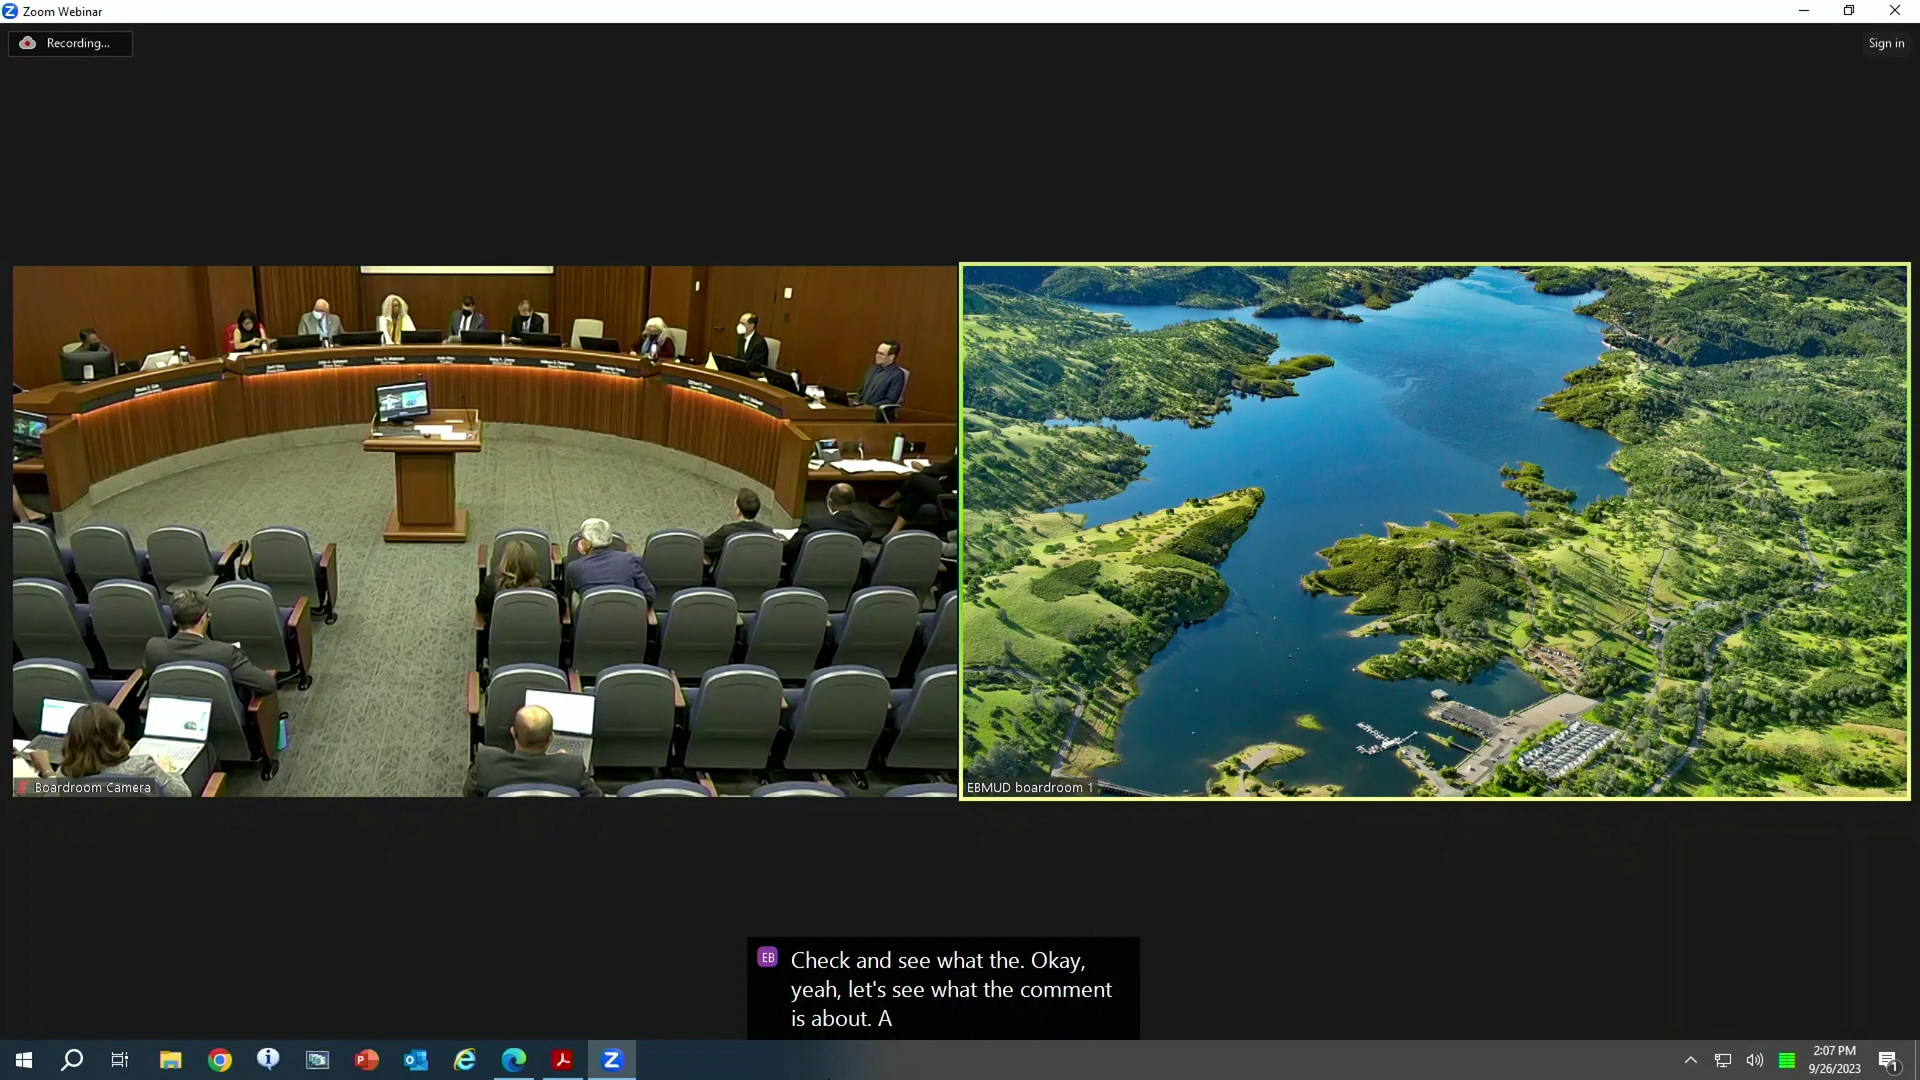 Zoom Webinar
Recording...
Sign in
Boardroom Camera
EBMUD boardroom 1
EB
Check and see what the. Okay,
yeah, let's see what the comment
is about. A
2:07 PM
9/26/2023
1